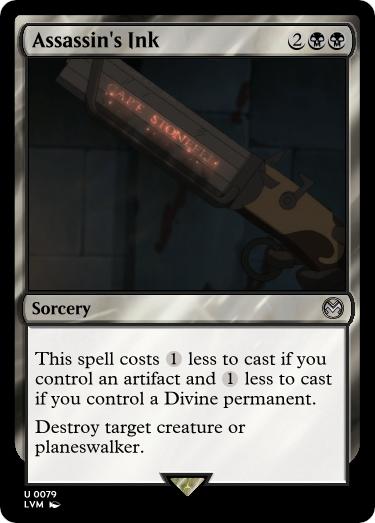 Assassin's Ink 2
Sorcery
This spell costs 1 less to cast if you
control an artifact and 1 less to cast
if you control a Divine permanent.
Destroy target creature or
planeswalker.
U 0079
LVM